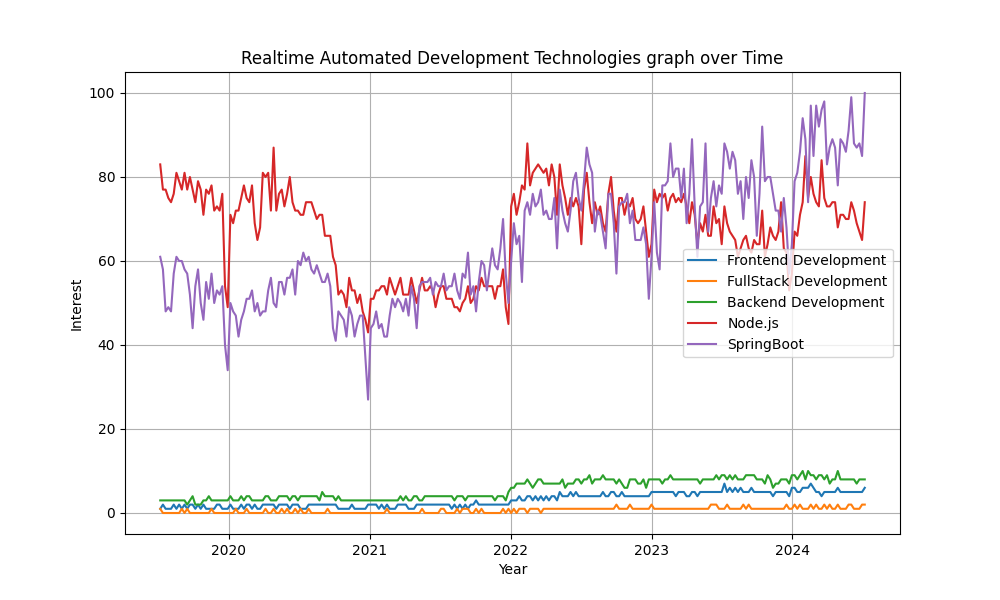 Realtime Automated Development Technologies graph over Time
100
80
60
40
20
0
Interest
Frontend Development
FullStack Development
Backend Development
Node.js
SpringBoot
2020
2021
2022
2023
2024
Year